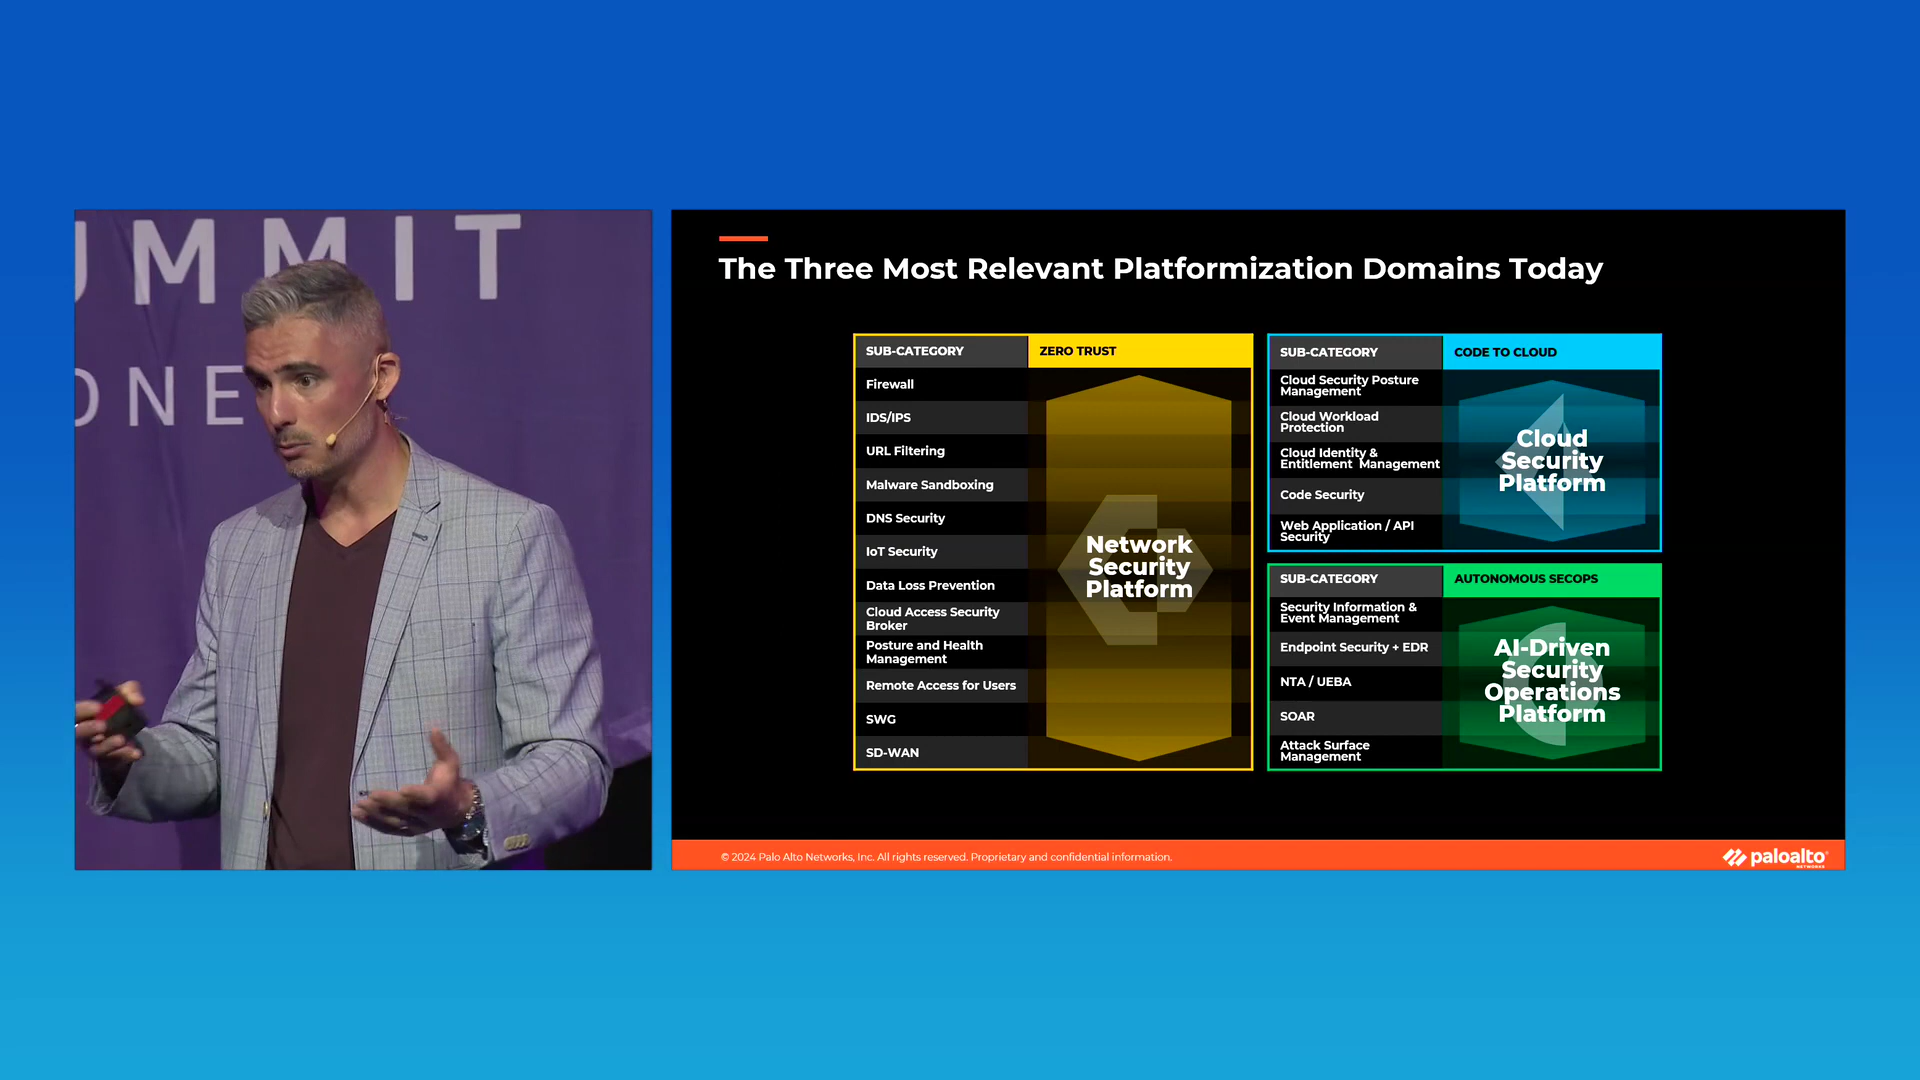 UMMIT
ONE
The Three Most Relevant Platformization Domains Today
SUB-CATEGORY
ZERO TRUST
Firewall
IDS/IPS
URL Filtering
Malware Sandboxing
DNS Security
IoT Security
Data Loss Prevention
Cloud Access Security
Broker
Posture and Health
Management
Remote Access for Users
SWG
SD-WAN
Network
Security
Platform
SUB-CATEGORY
CODE TO CLOUD
Cloud Security Posture
Management
Cloud Workload
Protection
Cloud Identity &
Entitlement Management
Code Security
Web Application / API
Security
Cloud
Security
Platform
SUB-CATEGORY
AUTONOMOUS SECOPS
Security Information &
Event Management
Endpoint Security + EDR
NTA / UEBA
SOAR
Attack Surface
Management
AI-Driven
Security
Operations
Platform
© 2024 Palo Alto Networks, Inc. All rights reserved. Proprietary and confidential information.
paloalto
NETWORKS